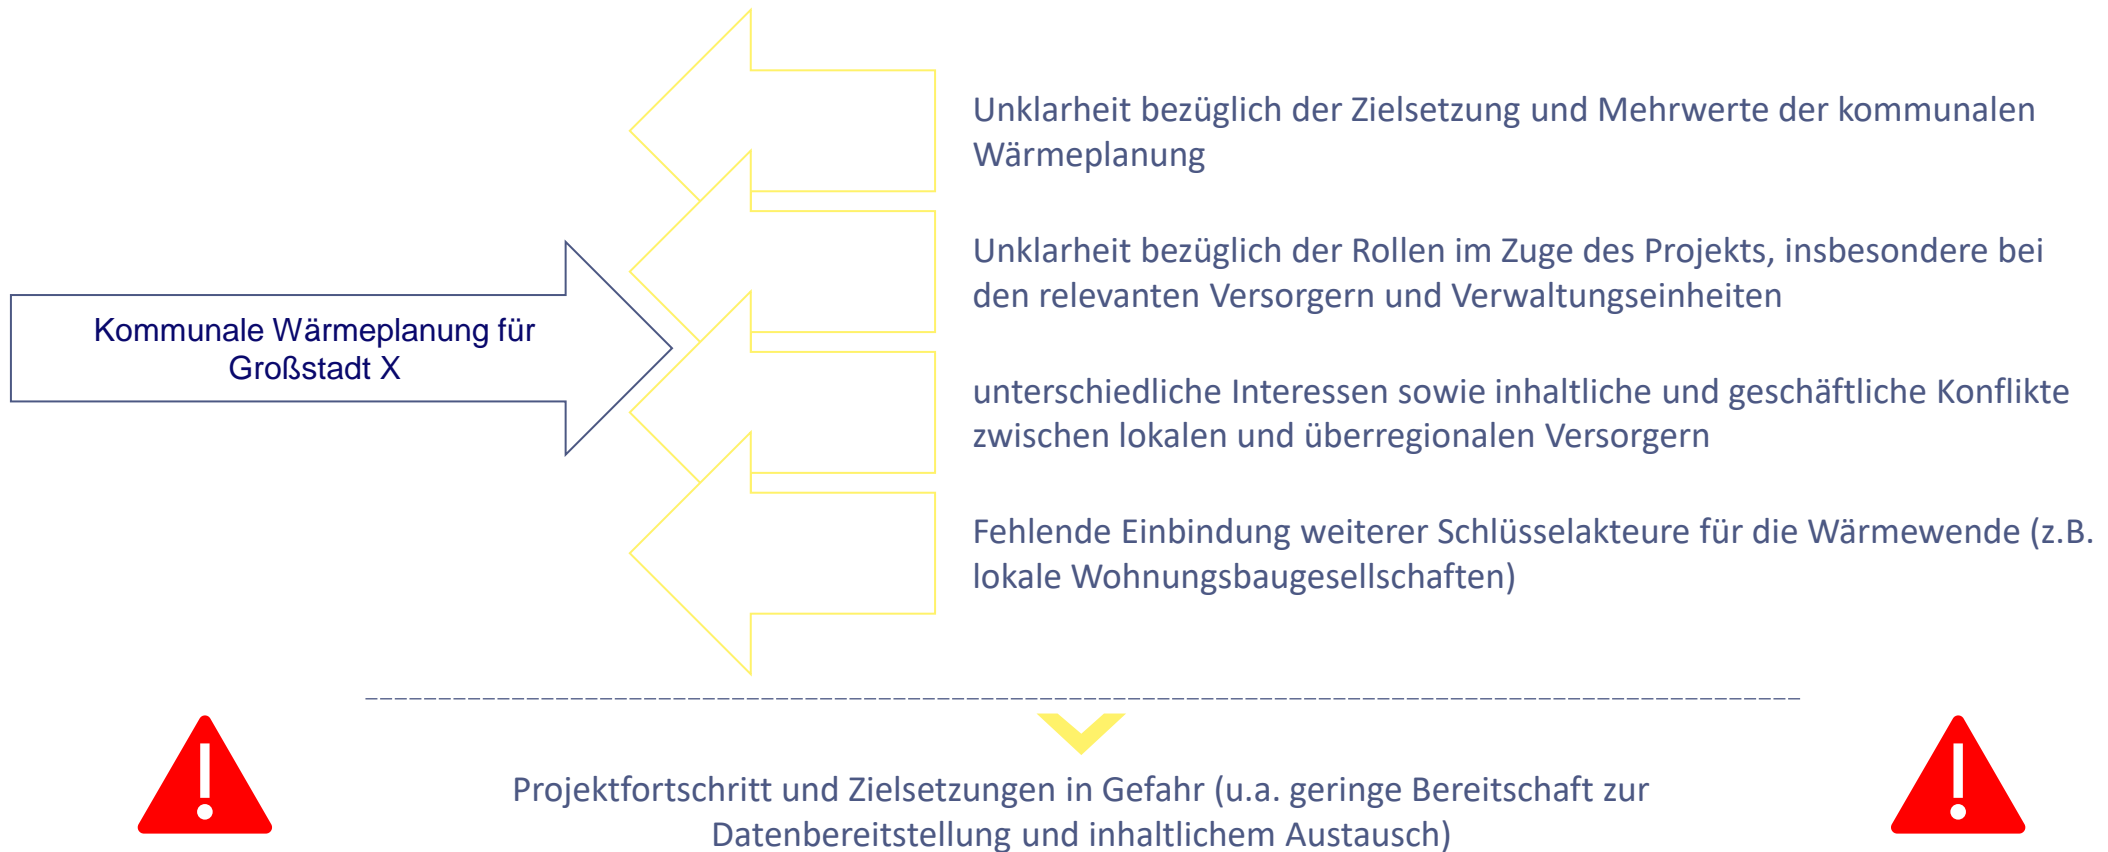 Unklarheit bezüglich der Zielsetzung und Mehrwerte der kommunalen
Wärmeplanung
Unklarheit bezüglich der Rollen im Zuge des Projekts, insbesondere bei
den relevanten Versorgern und Verwaltungseinheiten
Kommunale Wärmeplanung für
Großstadt X
unterschiedliche Interessen sowie inhaltliche und geschäftliche Konflikte
zwischen lokalen und überregionalen Versorgern
Fehlende Einbindung weiterer Schlüsselakteure für die Wärmewende (z.B.
lokale Wohnungsbaugesellschaften)
Projektfortschritt und Zielsetzungen in Gefahr (u.a. geringe Bereitschaft zur
Datenbereitstellung und inhaltlichem Austausch)